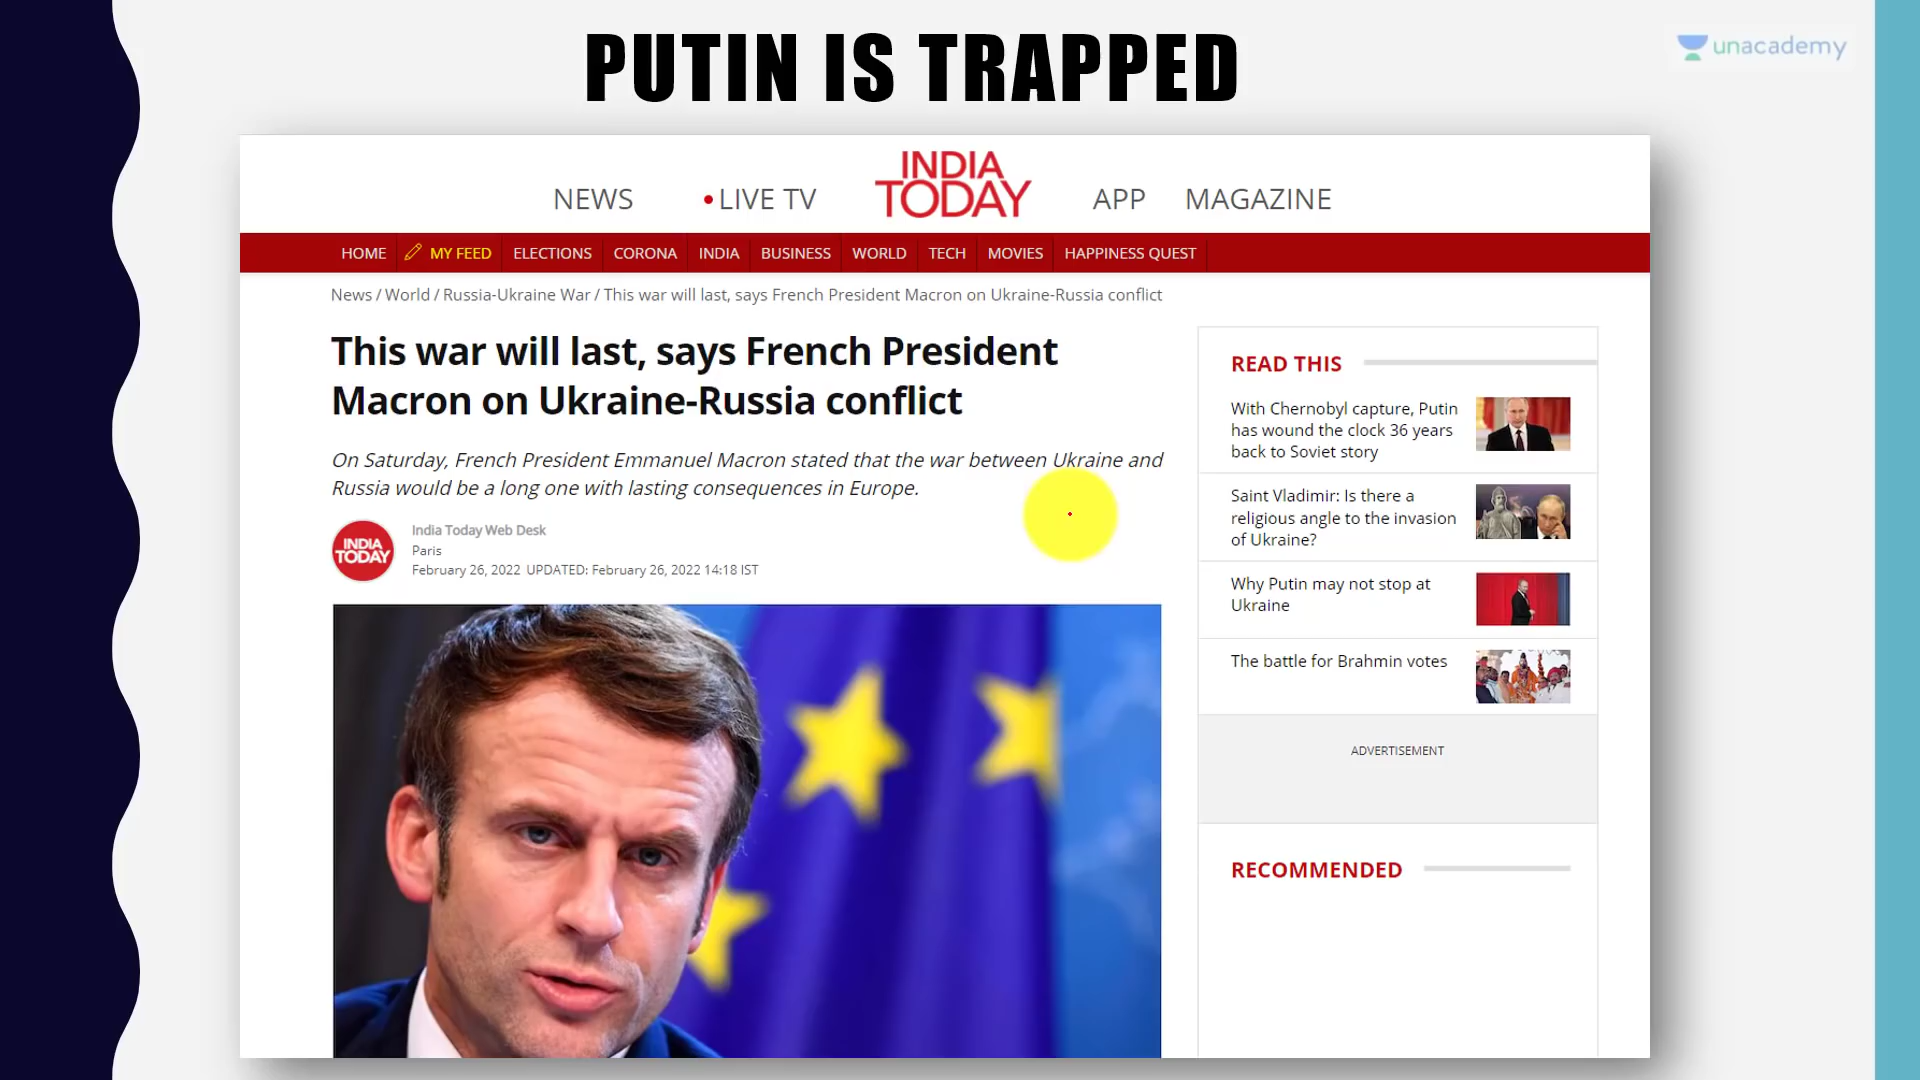 PUTIN IS TRAPPED
unacademy
NEWS
LIVE TV
INDIA
TODAY
APP
MAGAZINE
HOME
MY FEED
ELECTIONS
CORONA
INDIA
BUSINESS
WORLD
TECH
MOVIES
HAPPINESS QUEST
News / World / Russia-Ukraine War / This war will last, says French President Macron on Ukraine-Russia conflict
This war will last, says French President
Macron on Ukraine-Russia conflict
On Saturday, French President Emmanuel Macron stated that the war between Ukraine and
Russia would be a long one with lasting consequences in Europe.
INDIA
TODAY
India Today Web Desk
Paris
February 26, 2022 UPDATED: February 26, 2022 14:18 IST
READ THIS
With Chernobyl capture, Putin
has wound the clock 36 years
back to Soviet story
Saint Vladimir: Is there a
religious angle to the invasion
of Ukraine?
Why Putin may not stop at
Ukraine
The battle for Brahmin votes
ADVERTISEMENT
RECOMMENDED